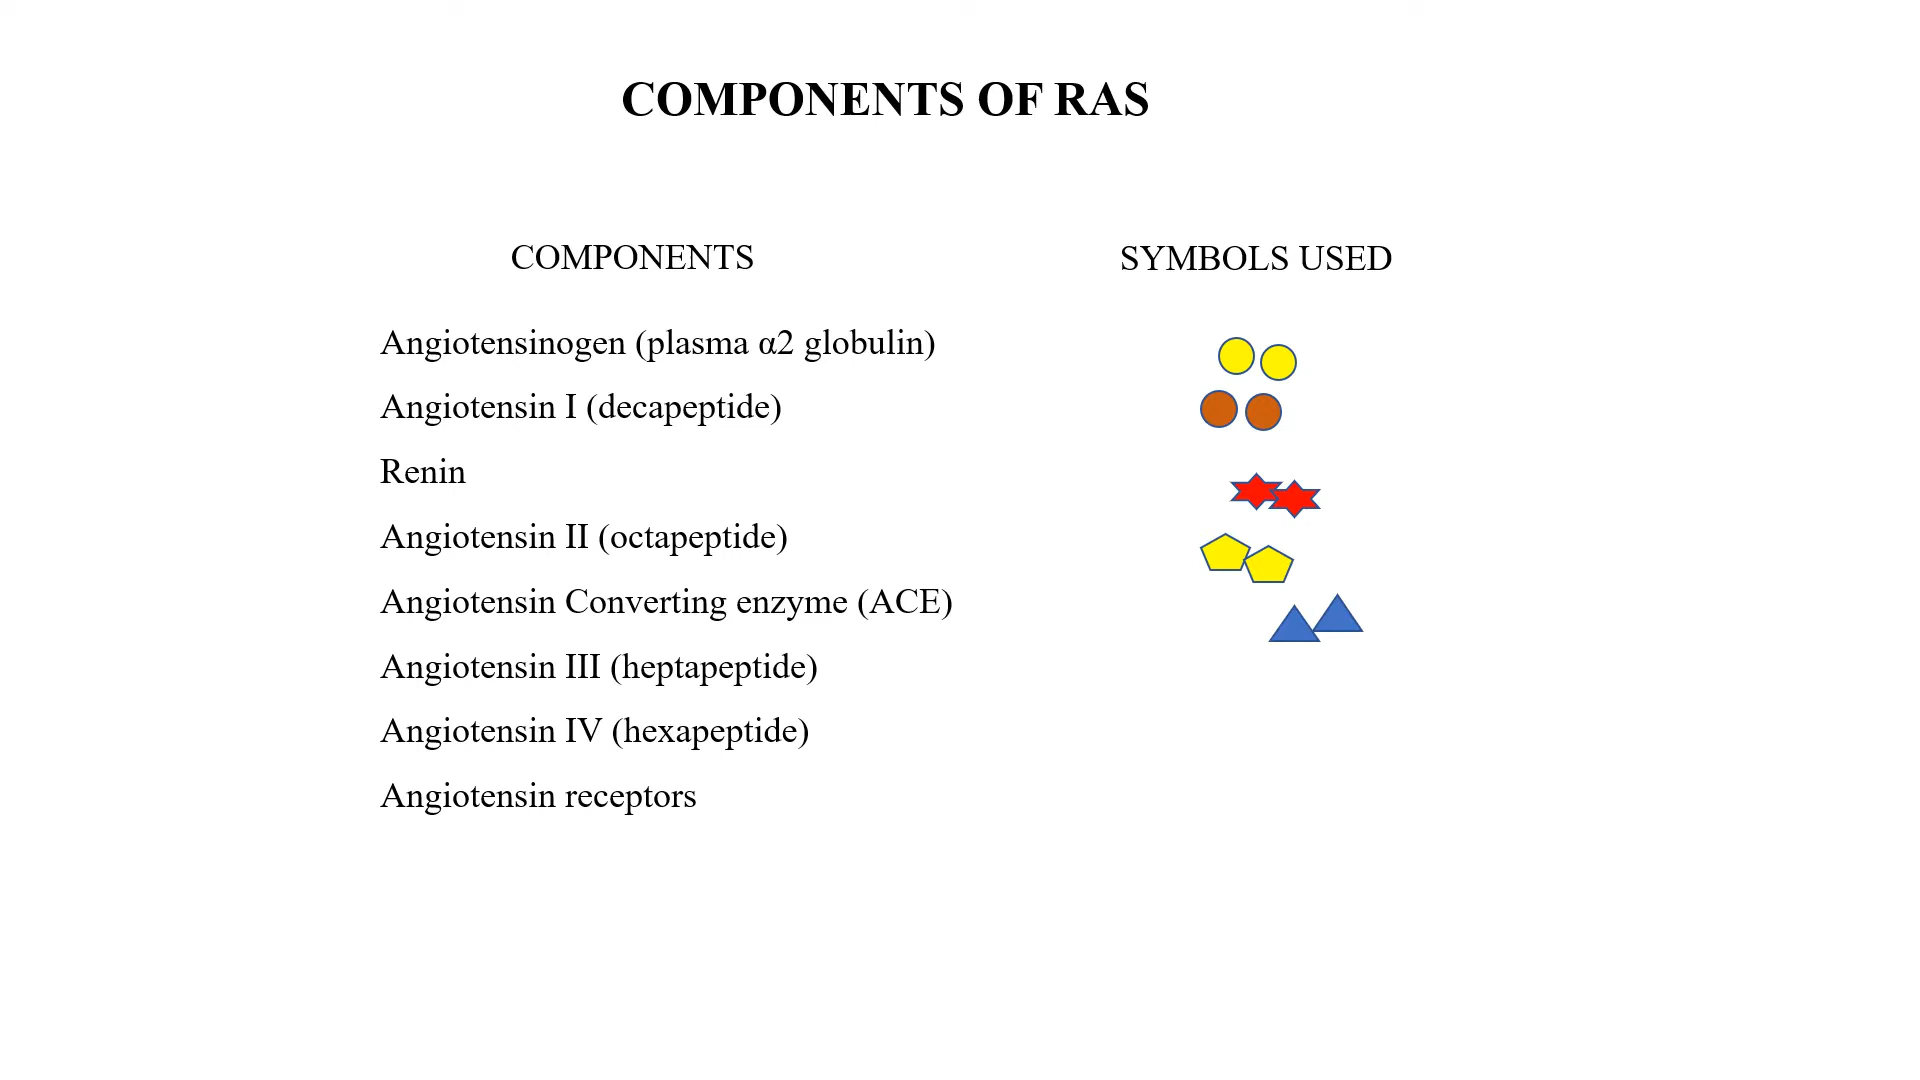 COMPONENTS OF RAS
COMPONENTS
SYMBOLS USED
Angiotensinogen (plasma α2 globulin)
Angiotensin I (decapeptide)
Renin
Angiotensin II (octapeptide)
Angiotensin Converting enzyme (ACE)
Angiotensin III (heptapeptide)
Angiotensin IV (hexapeptide)
Angiotensin receptors